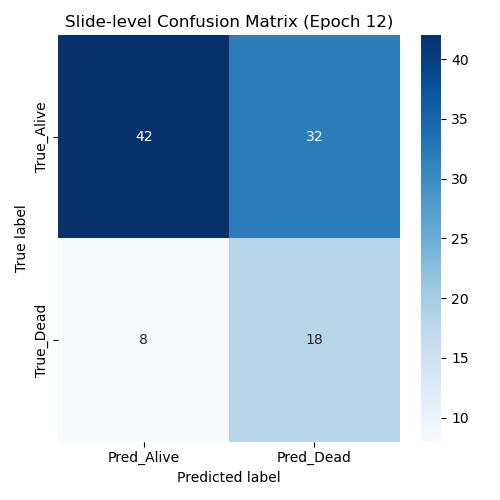 Slide-level Confusion Matrix (Epoch 12)
True label
True_Alive
True_Dead
42
32
8
18
Pred_Alive
Pred_Dead
Predicted label
40
35
30
25
20
15
10